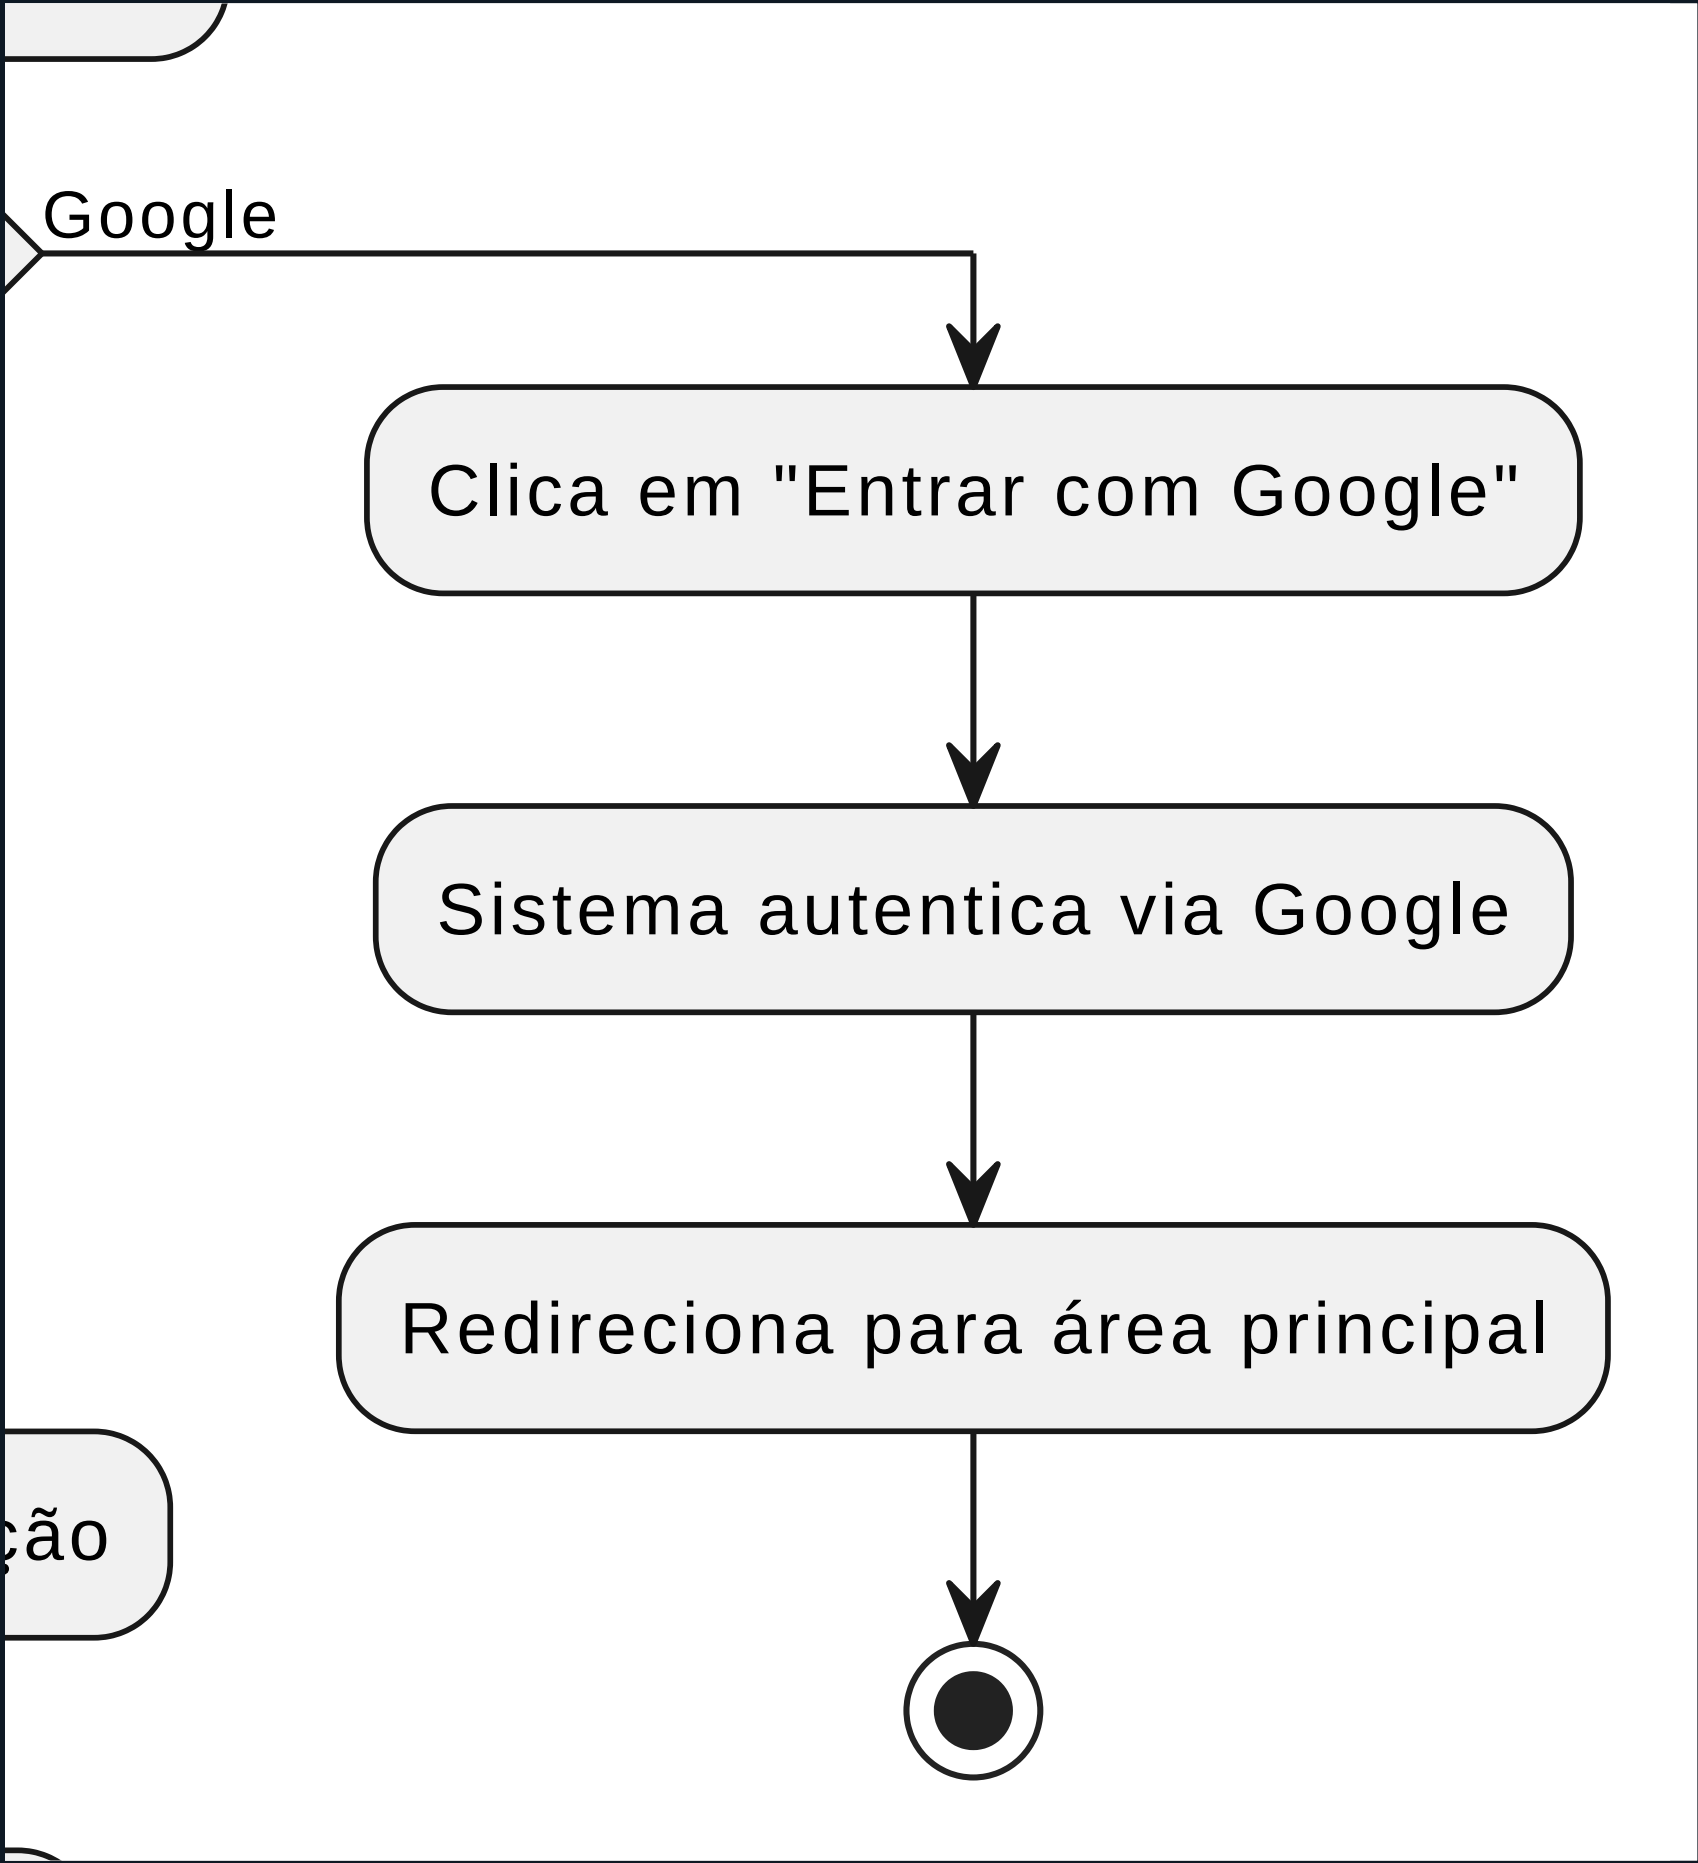 Google
Clica em "Entrar com Google"
Sistema autentica via Google
Redireciona para área principal
ção